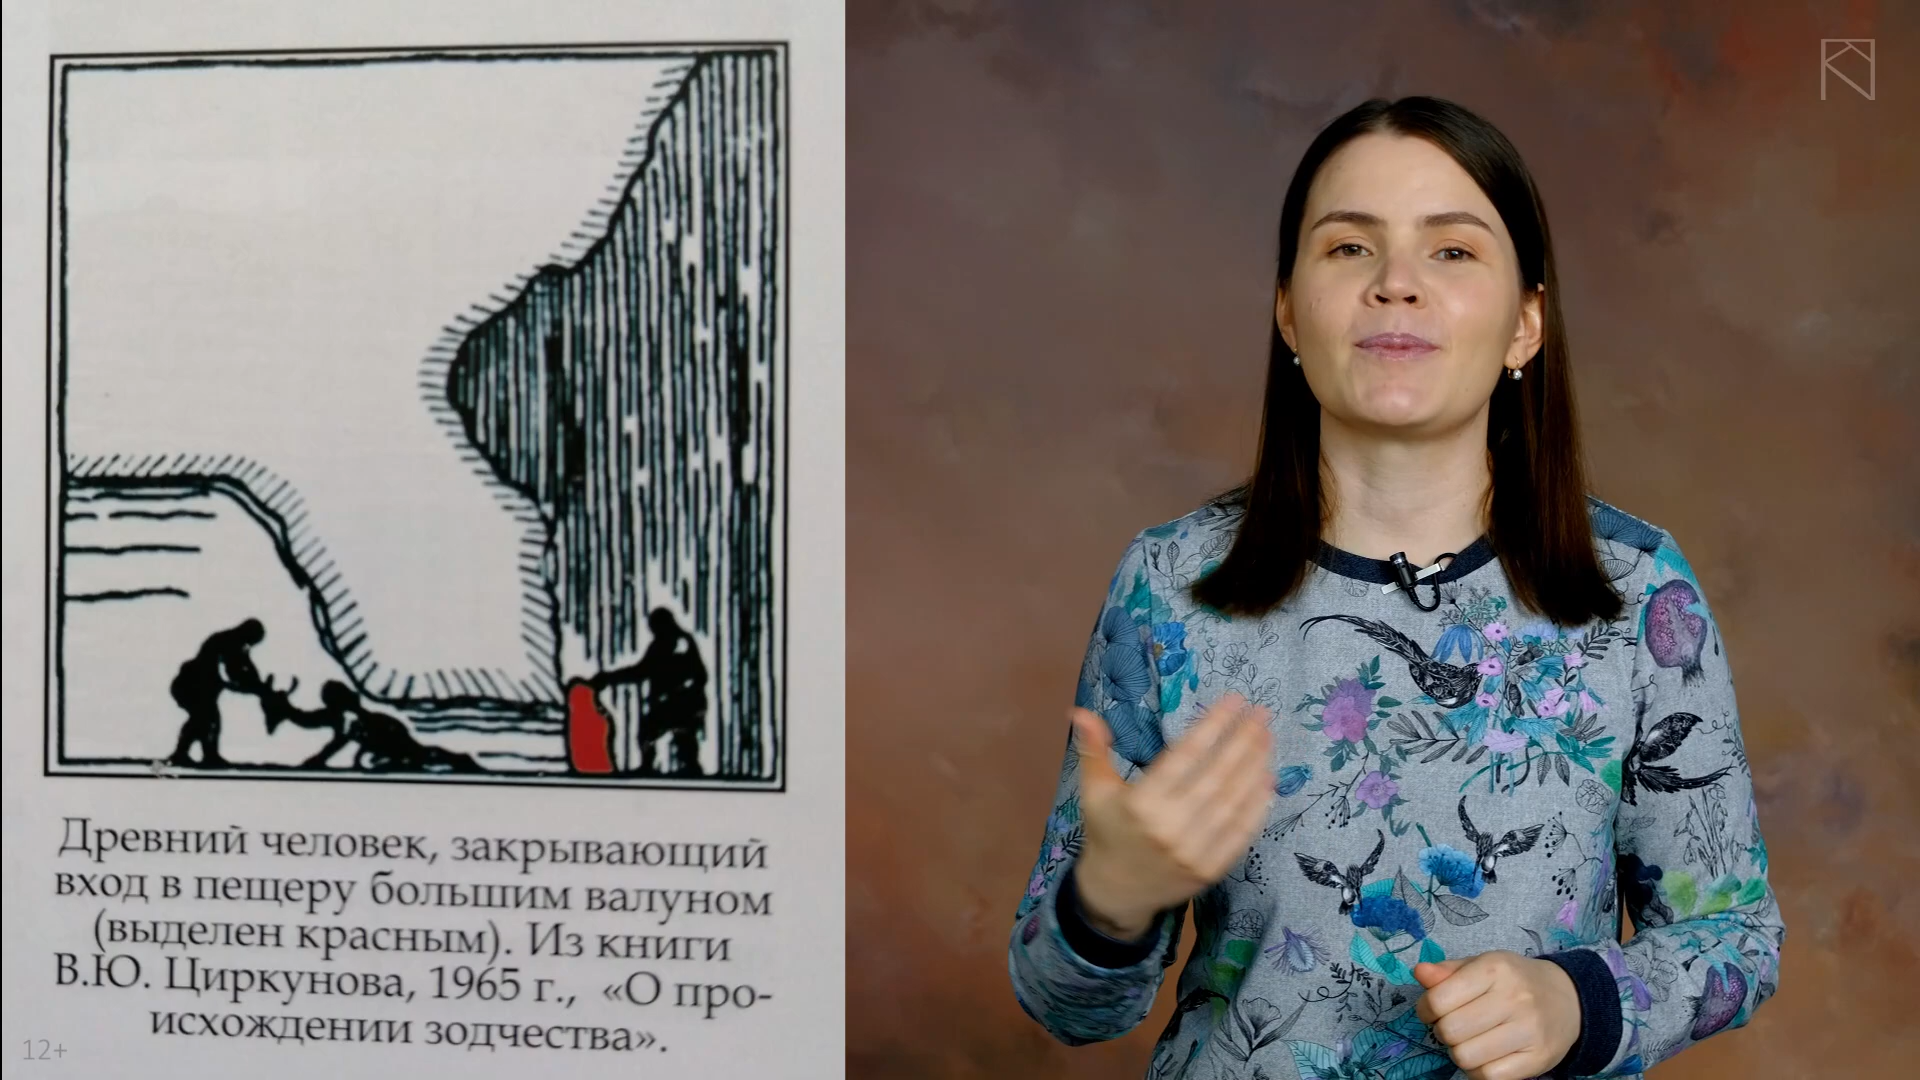 Древний человек, закрывающий
вход в пещеру большим валуном
(выделен красным). Из книги
В.Ю. Циркунова, 1965 г., «О про-
исхождении зодчества».
12+